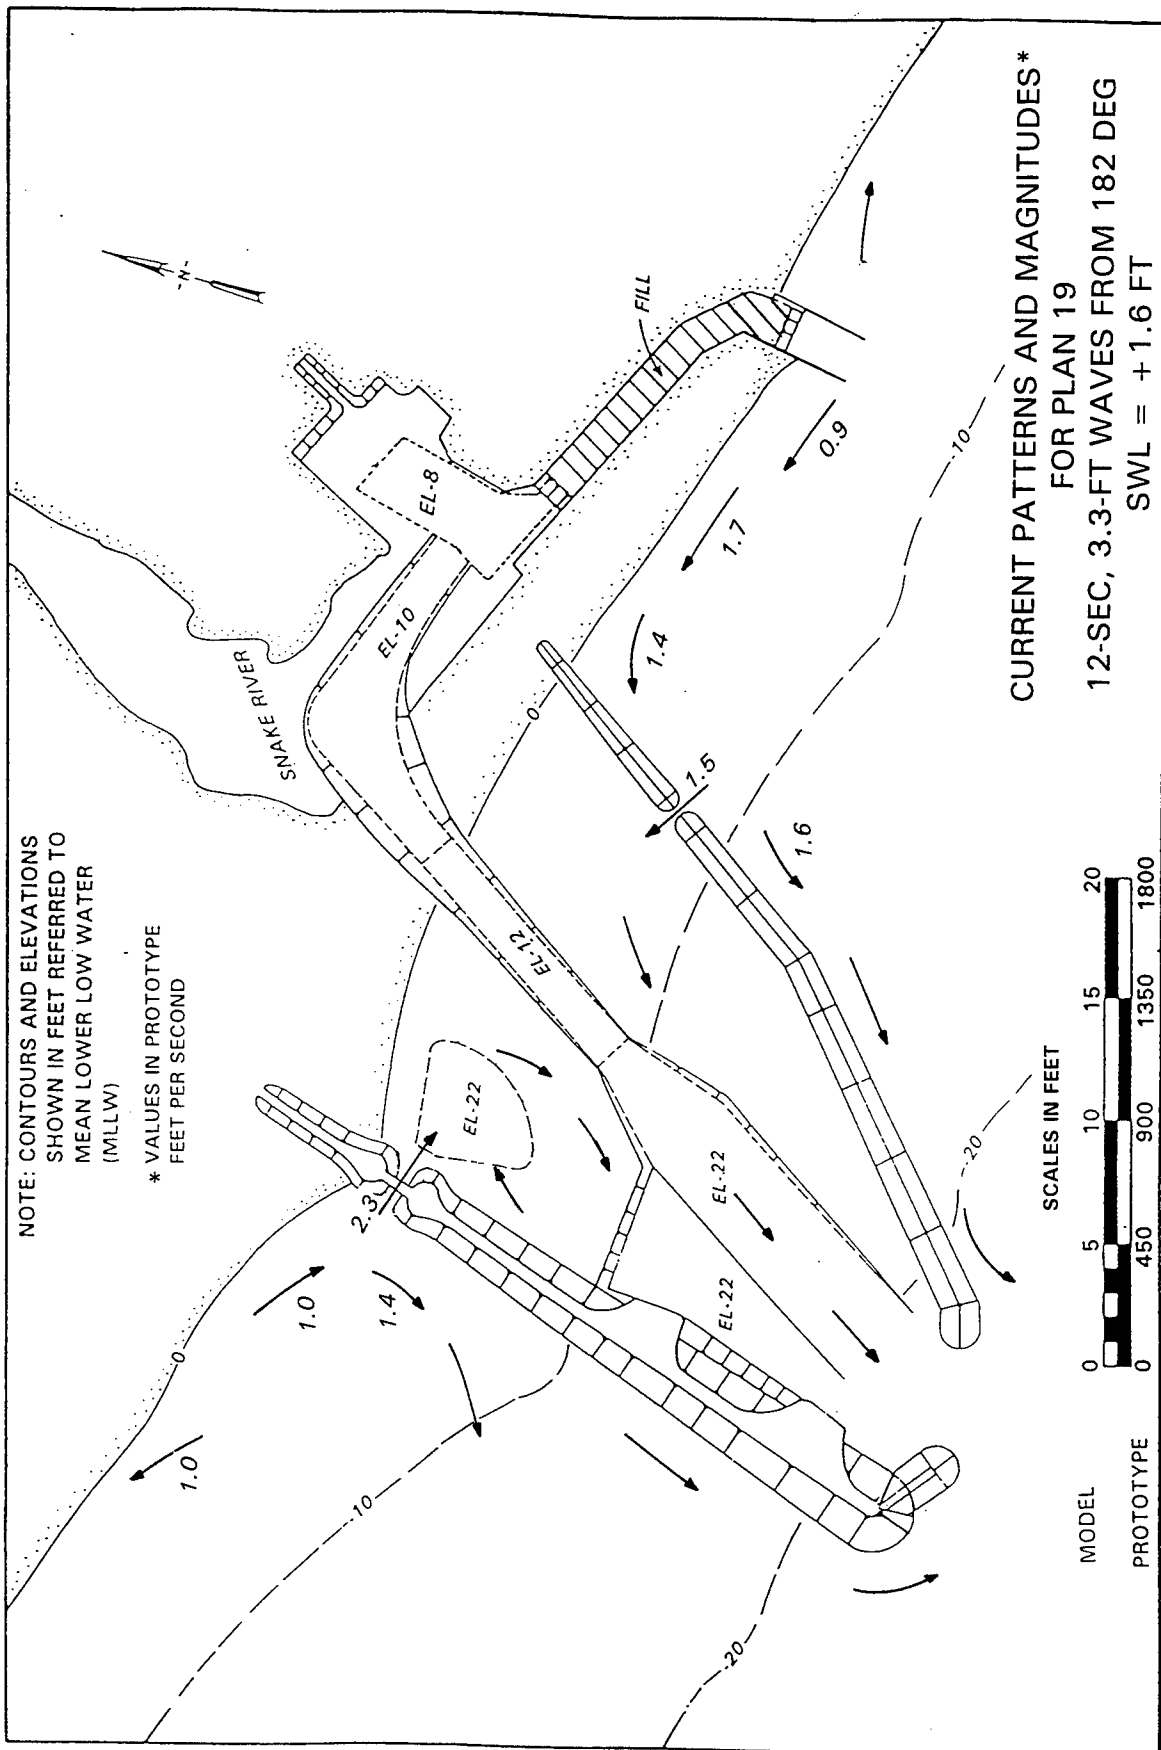 NOTE: CONTOURS AND ELEVATIONS
SHOWN IN FEET REFERRED TO
MEAN LOWER LOW WATER
(MLLW)
* VALUES IN PROTOTYPE
FEET PER SECOND
SNAKE RIVER
-N-
EL-8
EL-10
FILL
EL-12
EL-22
EL-22
EL-22
0
0
-10
-10
-20
-20
1.0
1.0
1.4
2.3
1.5
1.6
1.4
1.7
0.9
CURRENT PATTERNS AND MAGNITUDES*
FOR PLAN 19
12-SEC, 3.3-FT WAVES FROM 182 DEG
SWL = +1.6 FT
SCALES IN FEET
MODEL 0 5 10 15 20
PROTOTYPE 0 450 900 1350 1800